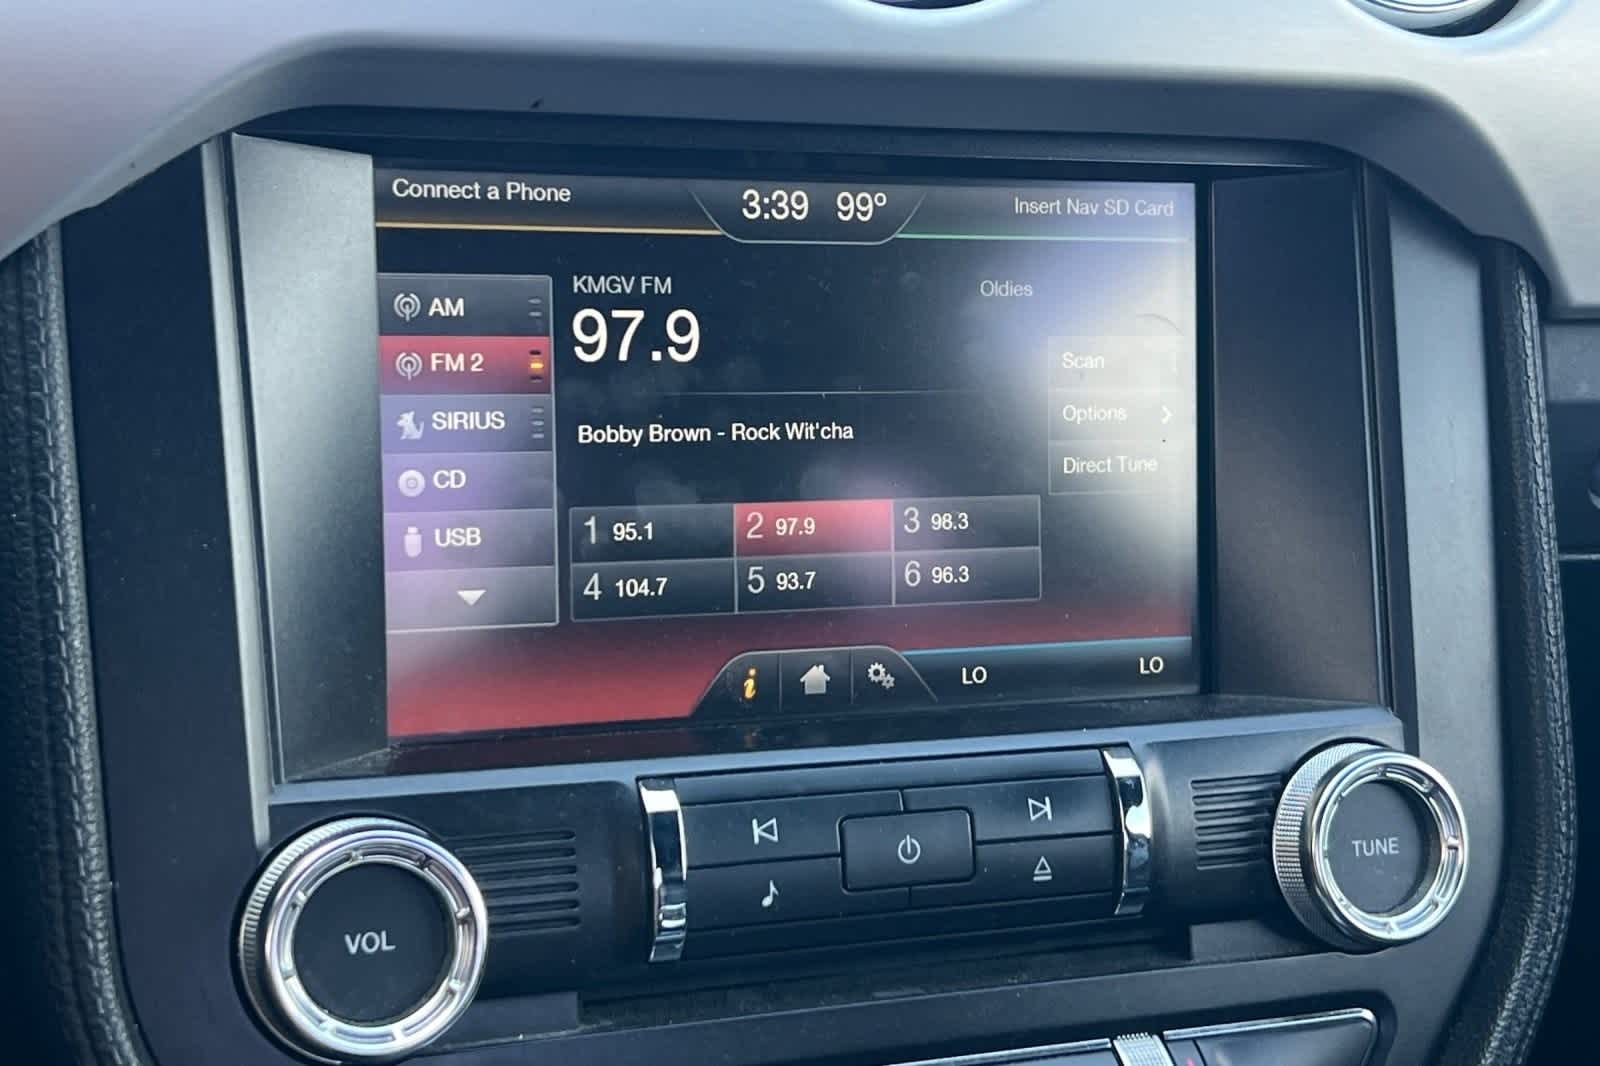 Connect a Phone
3:39 99º
Insert Nav SD Card
AM
FM 2
SIRIUS
CD
USB
KMGV FM
Oldies
97.9
Bobby Brown - Rock Wit'cha
Scan
Options
Direct Tune
1 95.1
2 97.9
3 98.3
4 104.7
5 93.7
6 96.3
i
LO
LO
VOL
TUNE